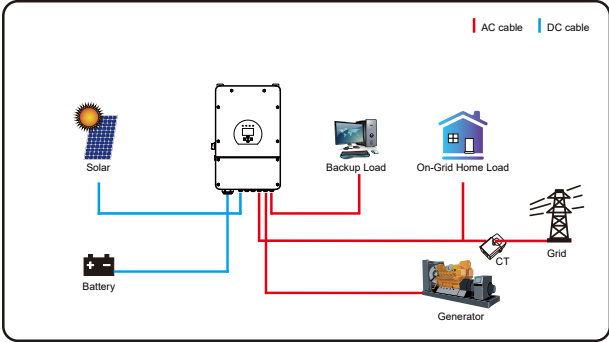 AC cable
DC cable
Solar
Backup Load
On-Grid Home Load
CT
Grid
Battery
Generator